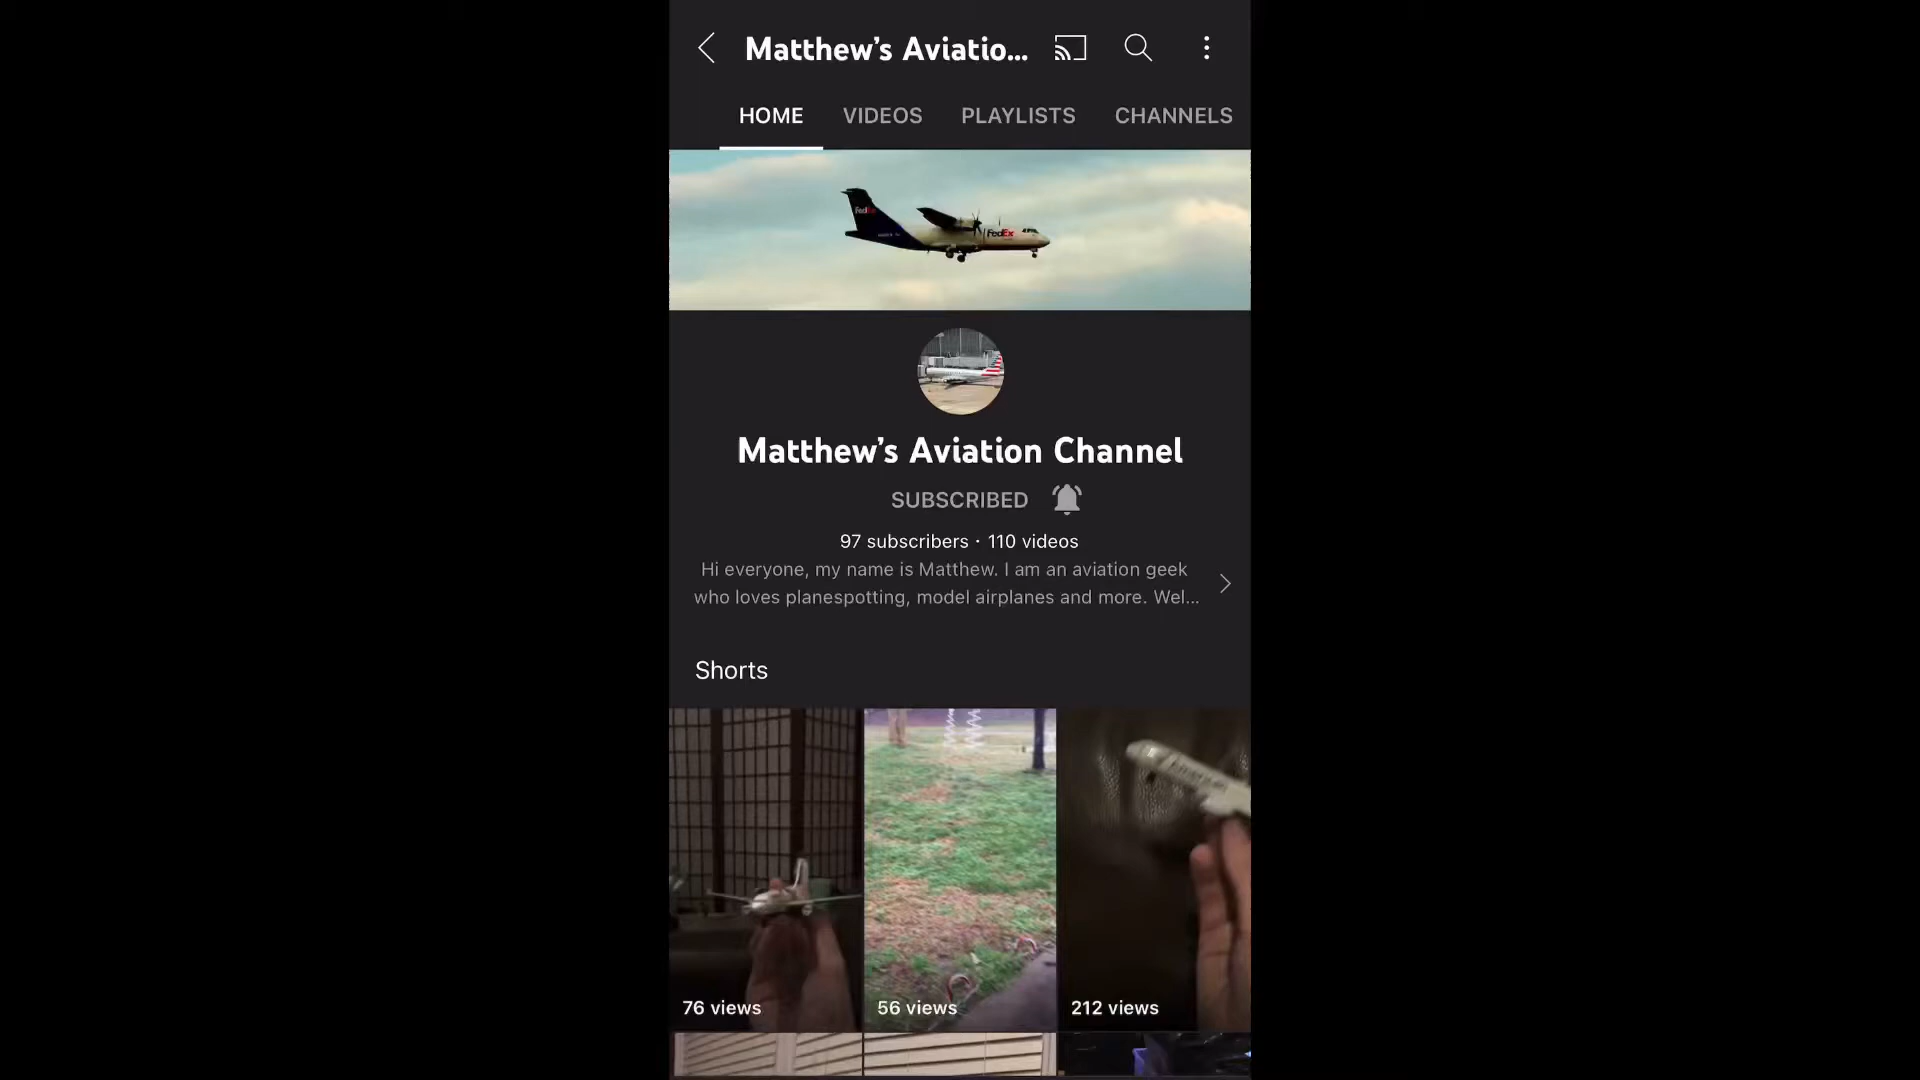 Matthew's Aviatio...
HOME VIDEOS PLAYLISTS CHANNELS
FedEx
FedEx
Matthew's Aviation Channel
SUBSCRIBED
97 subscribers · 110 videos
Hi everyone, my name is Matthew. I am an aviation geek
who loves planespotting, model airplanes and more. Wel...
Shorts
76 views
56 views
212 views